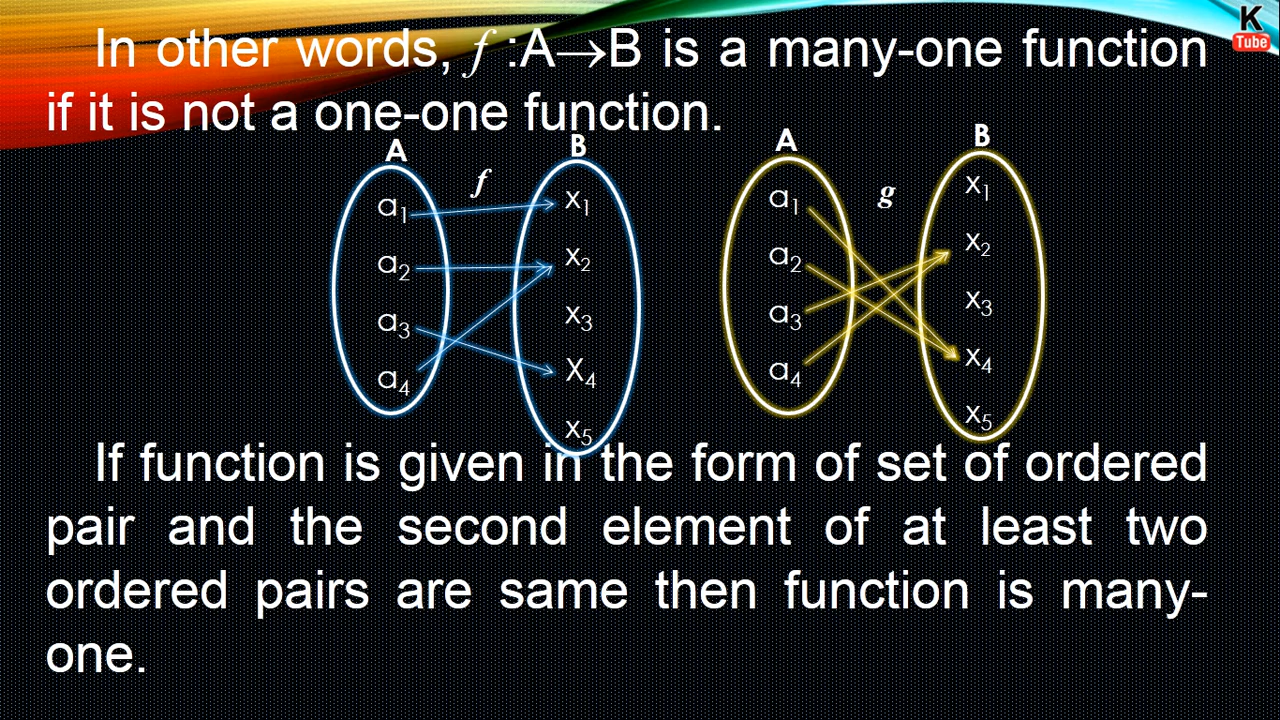 K
Tube
In other words, f :A→B is a many-one function
if it is not a one-one function.
A B A B
f g
a1 x1 a1 x1
a2 x2 a2 x2
a3 x3 a3 x3
a4 X4 a4 x4
x5 x5
If function is given in the form of set of ordered
pair and the second element of at least two
ordered pairs are same then function is many-
one.